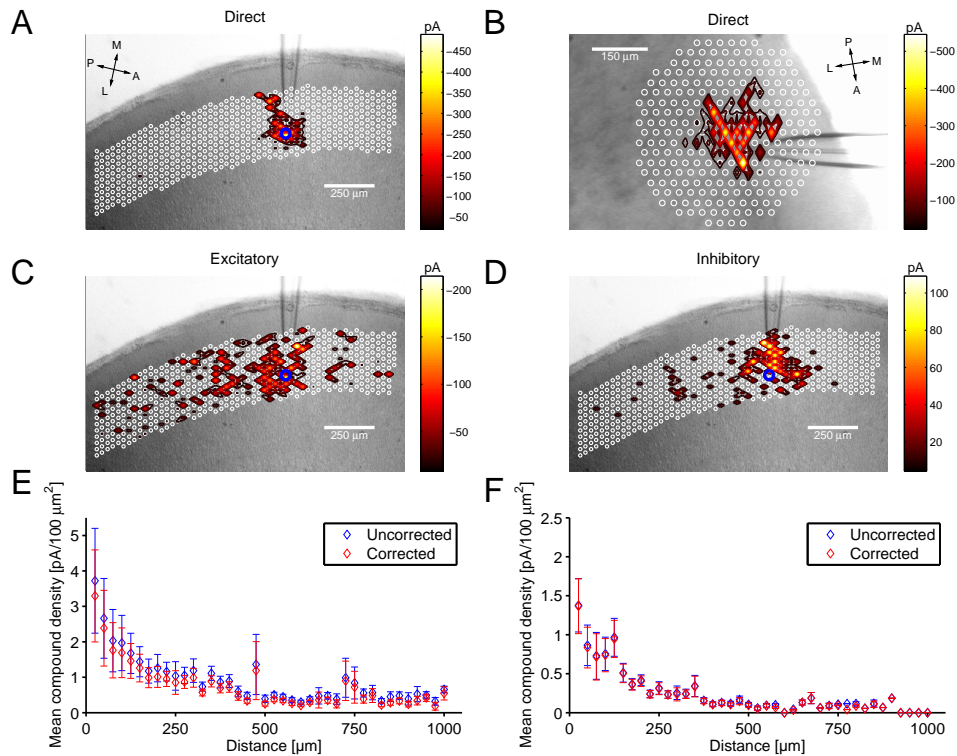 A
Direct
pA
M
P
A
L
250 µm
−450
−400
−350
−300
−250
−200
−150
−100
−50
B
Direct
pA
150 µm
P
L
M
A
−500
−400
−300
−200
−100
C
Excitatory
pA
250 µm
−200
−150
−100
−50
D
Inhibitory
pA
250 µm
100
80
60
40
20
E
Mean compound density [pA/100 µm²]
5
4
3
2
1
0
0
250
500
750
1000
Distance [µm]
Uncorrected
Corrected
F
Mean compound density [pA/100 µm²]
2.5
2
1.5
1
0.5
0
0
250
500
750
1000
Distance [µm]
Uncorrected
Corrected